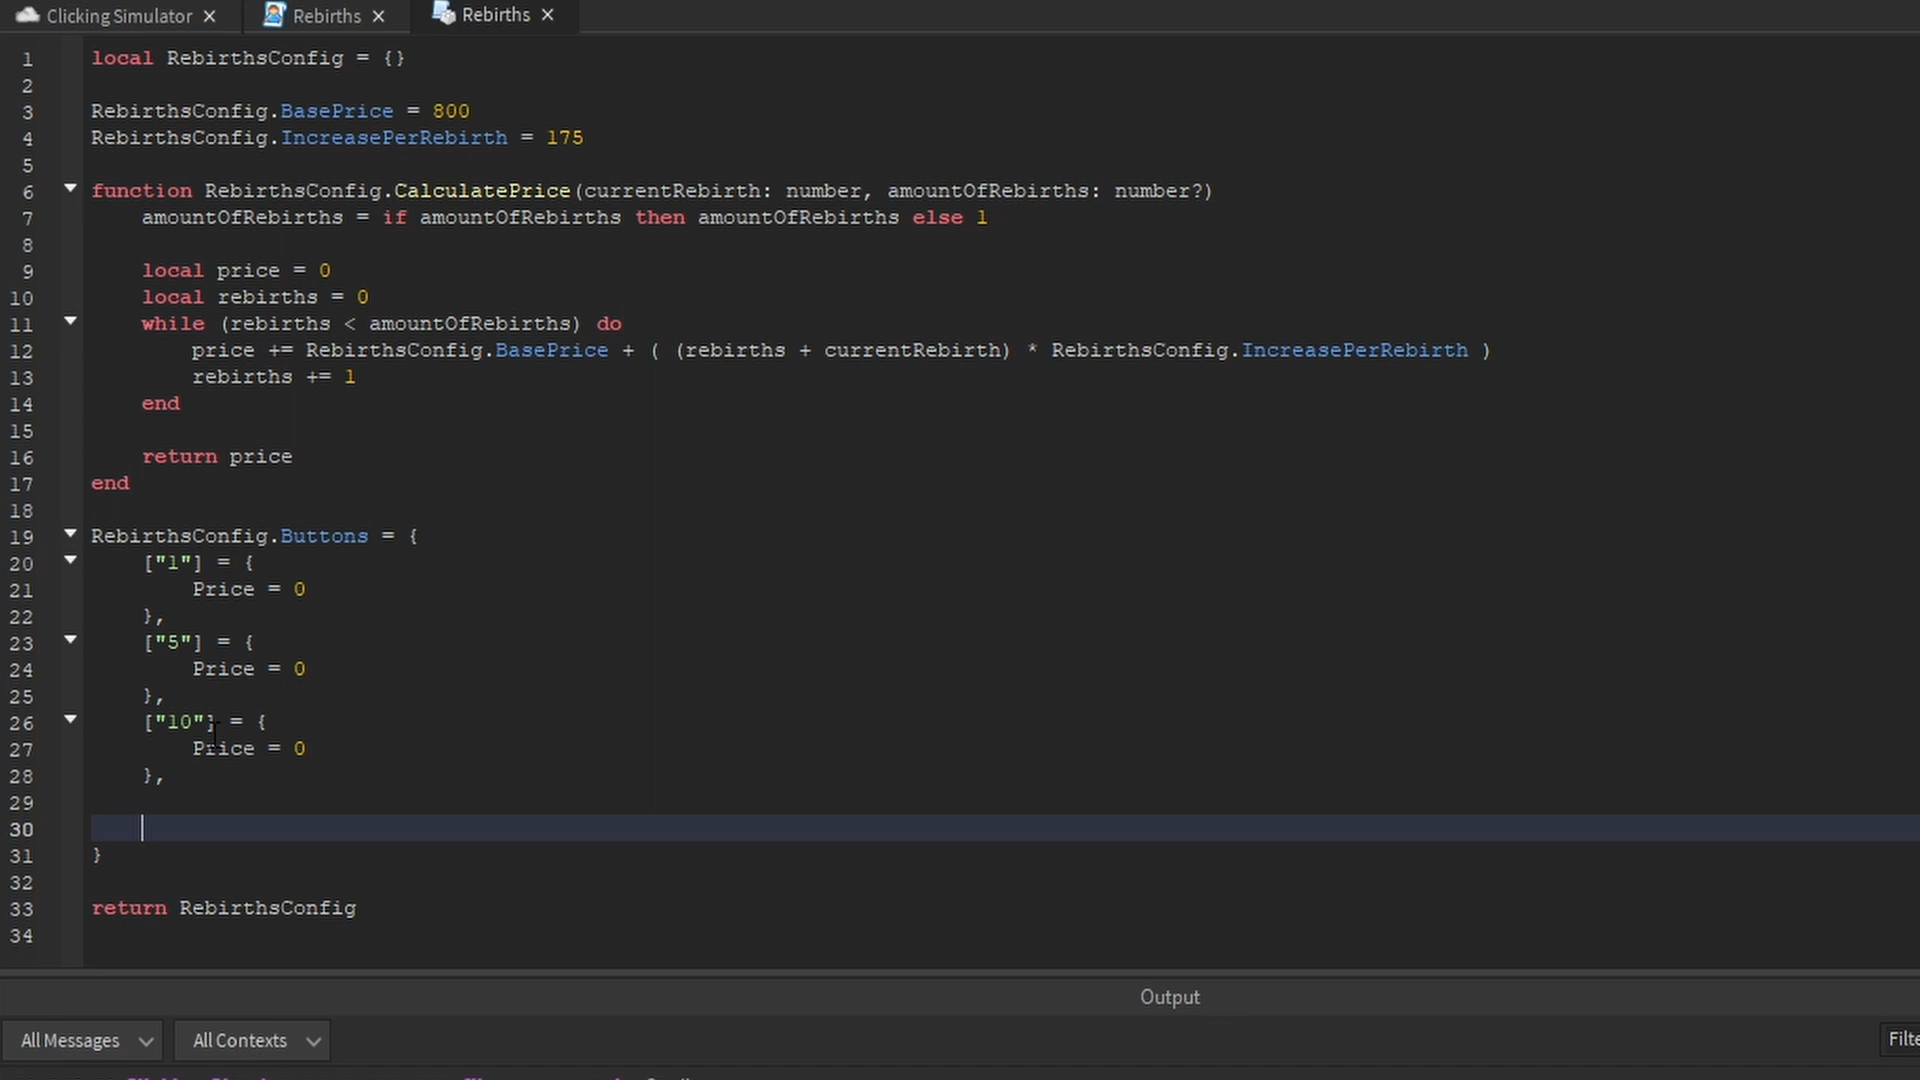 Clicking Simulator × Rebirths × Rebirths ×
1 local RebirthsConfig = {}
2
3 RebirthsConfig.BasePrice = 800
4 RebirthsConfig.IncreasePerRebirth = 175
5
6 function RebirthsConfig.CalculatePrice(currentRebirth: number, amountOfRebirths: number?)
7 amountOfRebirths = if amountOfRebirths then amountOfRebirths else 1
8
9 local price = 0
10 local rebirths = 0
11 while (rebirths < amountOfRebirths) do
12 price += RebirthsConfig.BasePrice + ( (rebirths + currentRebirth) * RebirthsConfig.IncreasePerRebirth )
13 rebirths += 1
14 end
15
16 return price
17 end
18
19 RebirthsConfig.Buttons = {
20 ["1"] = {
21 Price = 0
22 },
23 ["5"] = {
24 Price = 0
25 },
26 ["10"] = {
27 Price = 0
28 },
29
30
31 }
32
33 return RebirthsConfig
34
Output
All Messages All Contexts Filte